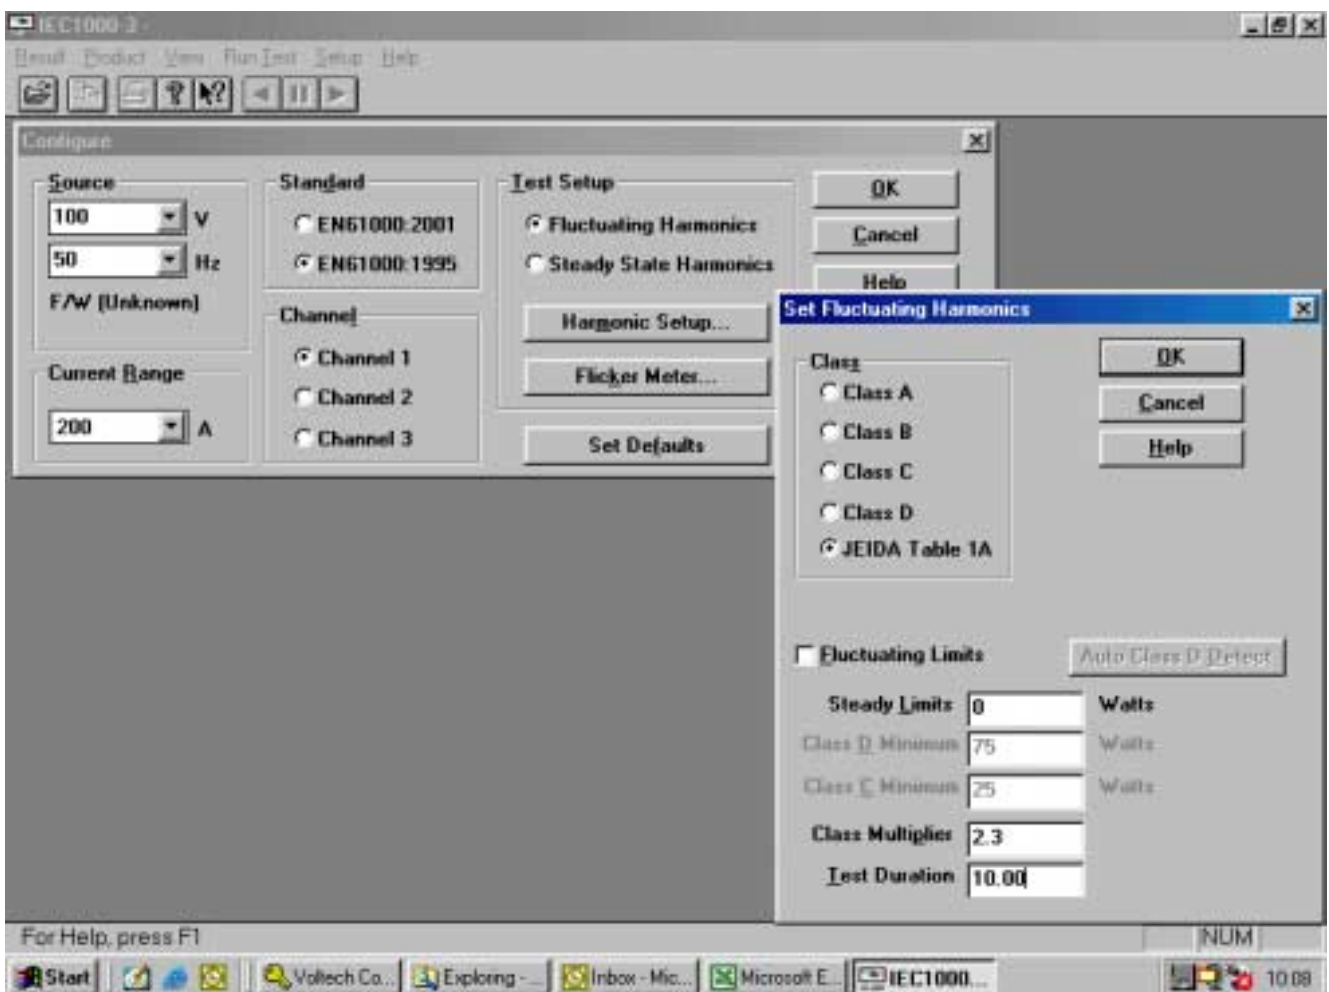 IEC1000-3 -
Result Product View Run Test Setup Help
Configure
Source
100 V
50 Hz
F/W (Unknown)
Current Range
200 A
Standard
EN61000:2001
EN61000:1995
Channel
Channel 1
Channel 2
Channel 3
Test Setup
Fluctuating Harmonics
Steady State Harmonics
Harmonic Setup...
Flicker Meter...
Set Defaults
OK
Cancel
Help
Set Fluctuating Harmonics
Class
Class A
Class B
Class C
Class D
JEIDA Table 1A
OK
Cancel
Help
Fluctuating Limits
Auto Class D Detect
Steady Limits 0 Watts
Class D Minimum 75 Watts
Class C Minimum 25 Watts
Class Multiplier 2.3
Test Duration 10.00
For Help, press F1
NUM
Start
Voltech Co...
Exploring - ...
Inbox - Mic...
Microsoft E...
IEC1000...
10:08